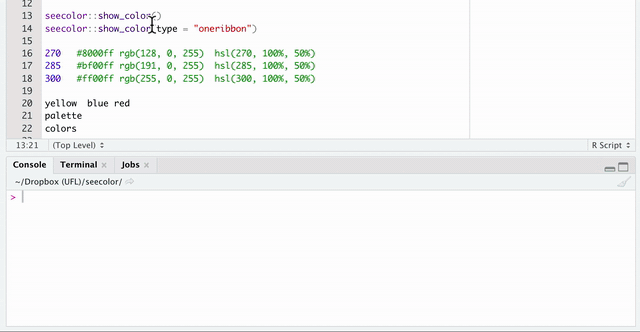 12
13 seecolor::show_color()
14 seecolor::show_color(type = "oneribbon")
15
16 270 #8000ff rgb(128, 0, 255) hsl(270, 100%, 50%)
17 285 #bf00ff rgb(191, 0, 255) hsl(285, 100%, 50%)
18 300 #ff00ff rgb(255, 0, 255) hsl(300, 100%, 50%)
19
20 yellow blue red
21 palette
22 colors
13:21 (Top Level) R Script
Console Terminal Jobs
~/Dropbox (UFL)/seecolor/
>